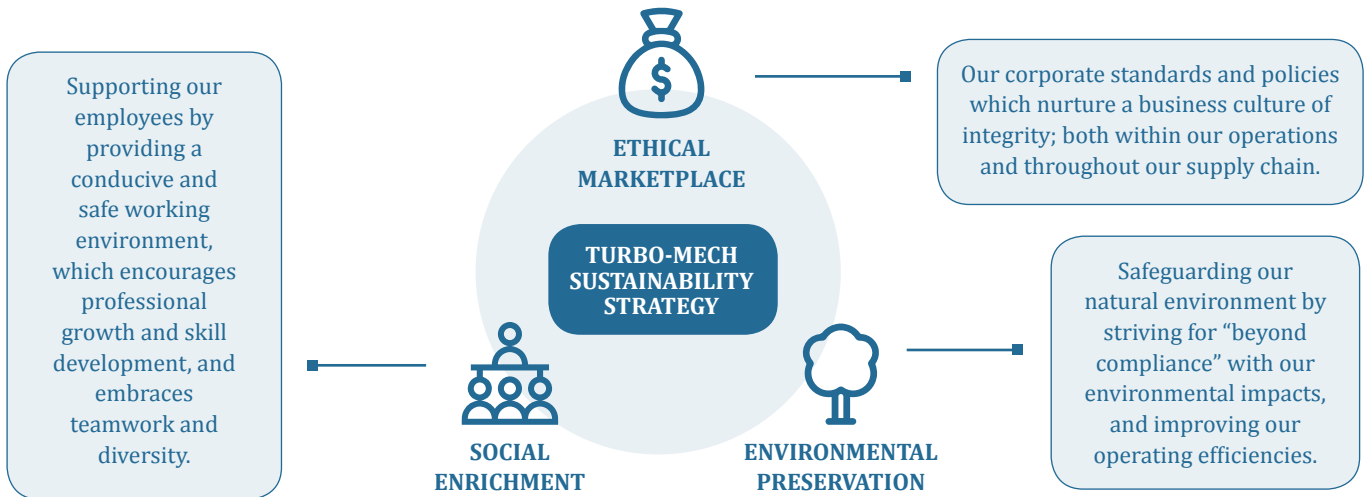 Supporting our
employees by
providing a
conducive and
safe working
environment,
which encourages
professional
growth and skill
development, and
embraces
teamwork and
diversity.
$
ETHICAL
MARKETPLACE
TURBO-MECH
SUSTAINABILITY
STRATEGY
SOCIAL
ENRICHMENT
ENVIRONMENTAL
PRESERVATION
Our corporate standards and policies
which nurture a business culture of
integrity; both within our operations
and throughout our supply chain.
Safeguarding our
natural environment by
striving for “beyond
compliance” with our
environmental impacts,
and improving our
operating efficiencies.